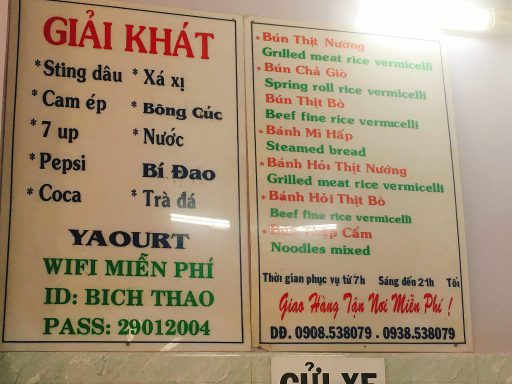 GIẢI KHÁT
* Sting dâu * Xá xị
* Cam ép * Bông Cúc
* 7 up * Nước
* Pepsi Bí Đao
* Coca * Trà đá
YAOURT
WIFI MIỄN PHÍ
ID: BICH THAO
PASS: 29012004
* Bún Thịt Nướng
Grilled meat rice vermicelli
* Bún Chả Giò
Spring roll rice vermicelli
Bún Thịt Bò
Beef fine rice vermicelli
* Bánh Mì Hấp
Steamed bread
* Bánh Hỏi Thịt Nướng
Grilled meat rice vermicelli
* Bánh Hỏi Thịt Bò
Beef fine rice vermicelli
Cẩm
Noodles mixed
Thời gian phục vụ từ 7h Sáng đến 21h Tối
Giao Hàng Tận Nơi Miễn Phí !
DĐ. 0908.538079 . 0938.538079
GỬI XE